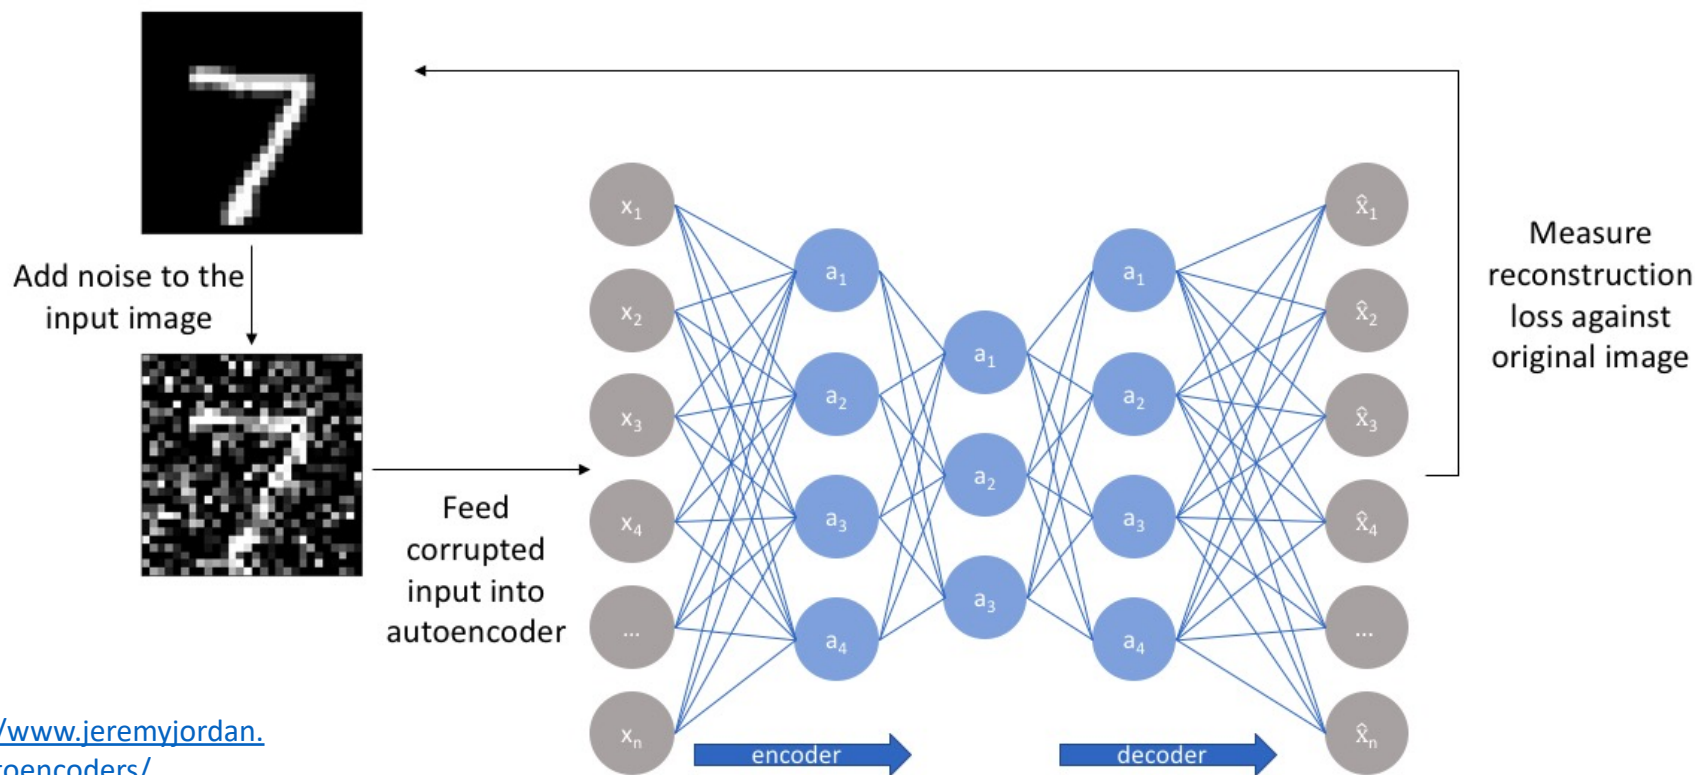 Add noise to the
input image
Feed
corrupted
input into
autoencoder
x₁
x₂
x₃
x₄
...
xₙ
a₁
a₂
a₃
a₄
a₁
a₂
a₃
a₁
a₂
a₃
a₄
x̂₁
x̂₂
x̂₃
x̂₄
...
x̂ₙ
encoder
decoder
Measure
reconstruction
loss against
original image
/www.jeremyjordan.
toencoders/